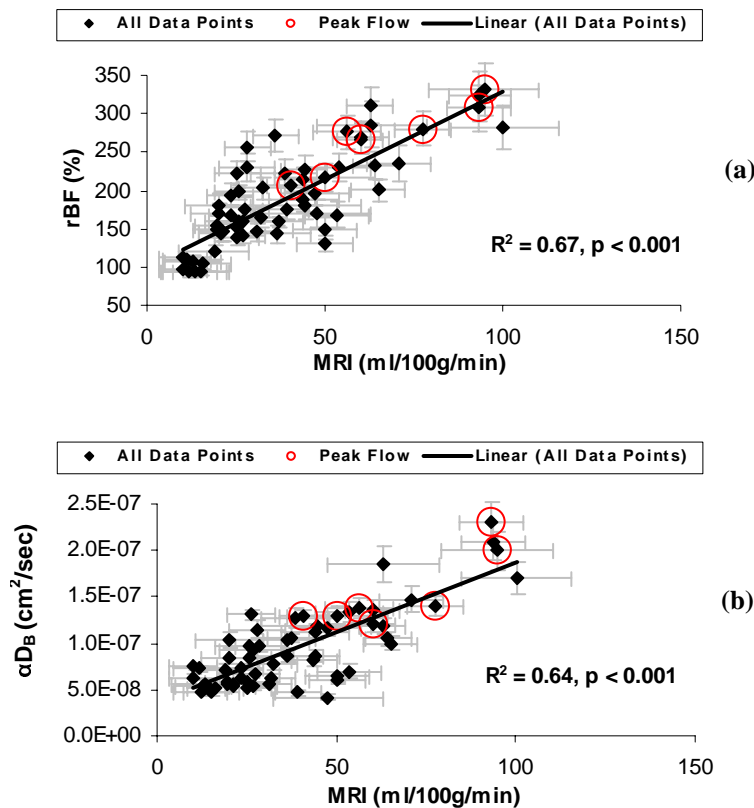 All Data Points Peak Flow Linear (All Data Points)
350
300
250
200
150
100
50
rBF (%)
R² = 0.67, p < 0.001
(a)
0 50 100 150
MRI (ml/100g/min)
All Data Points Peak Flow Linear (All Data Points)
2.5E-07
2.0E-07
1.5E-07
1.0E-07
5.0E-08
0.0E+00
αD_B (cm²/sec)
R² = 0.64, p < 0.001
(b)
0 50 100 150
MRI (ml/100g/min)